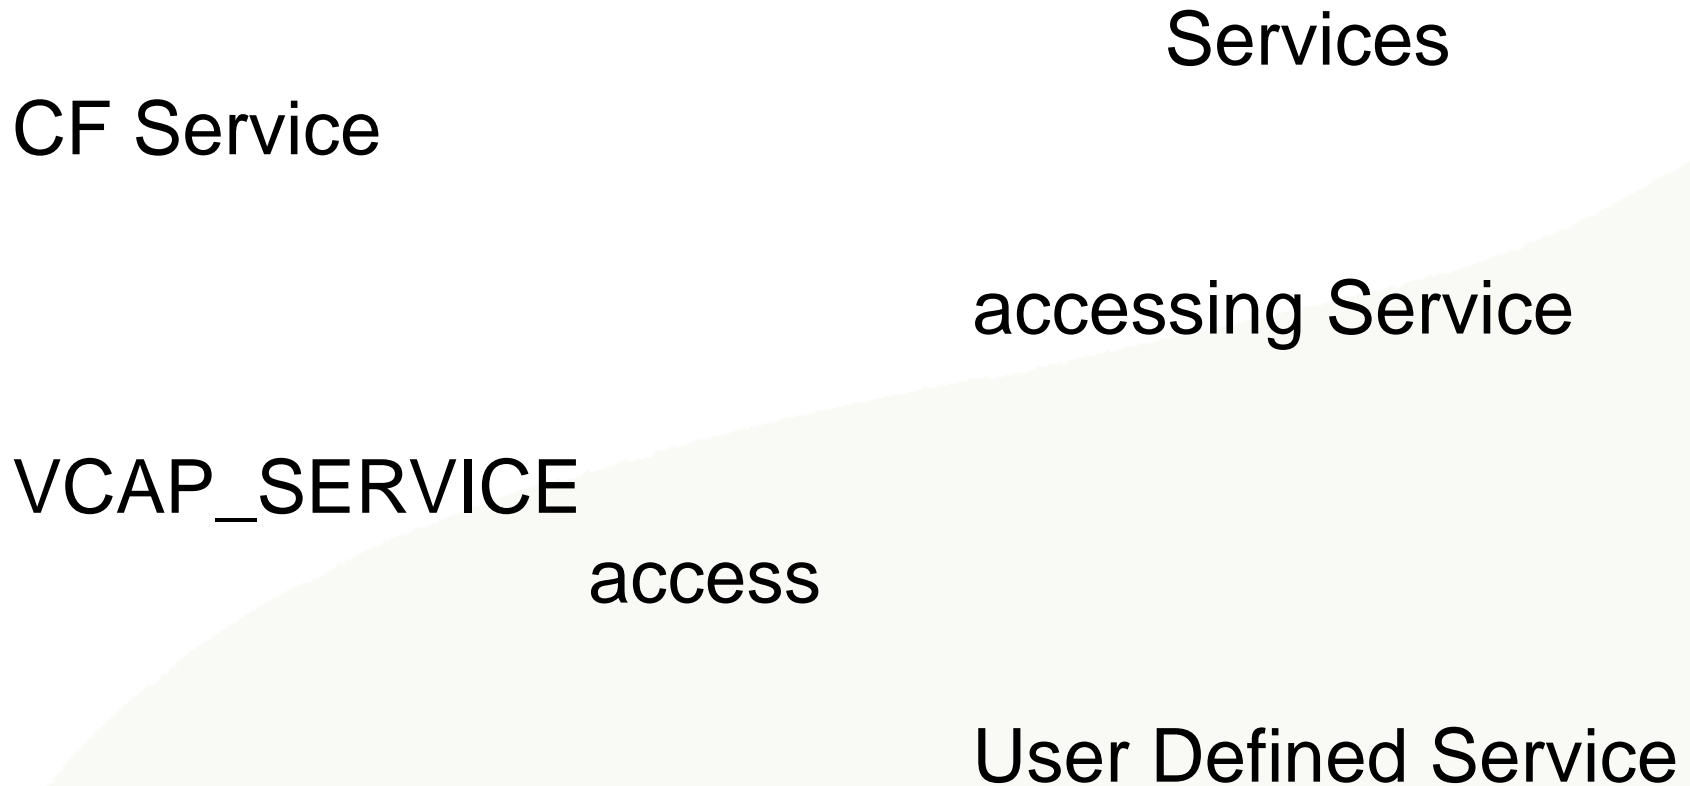 Services
CF Service
accessing Service
VCAP_SERVICE
access
User Defined Service